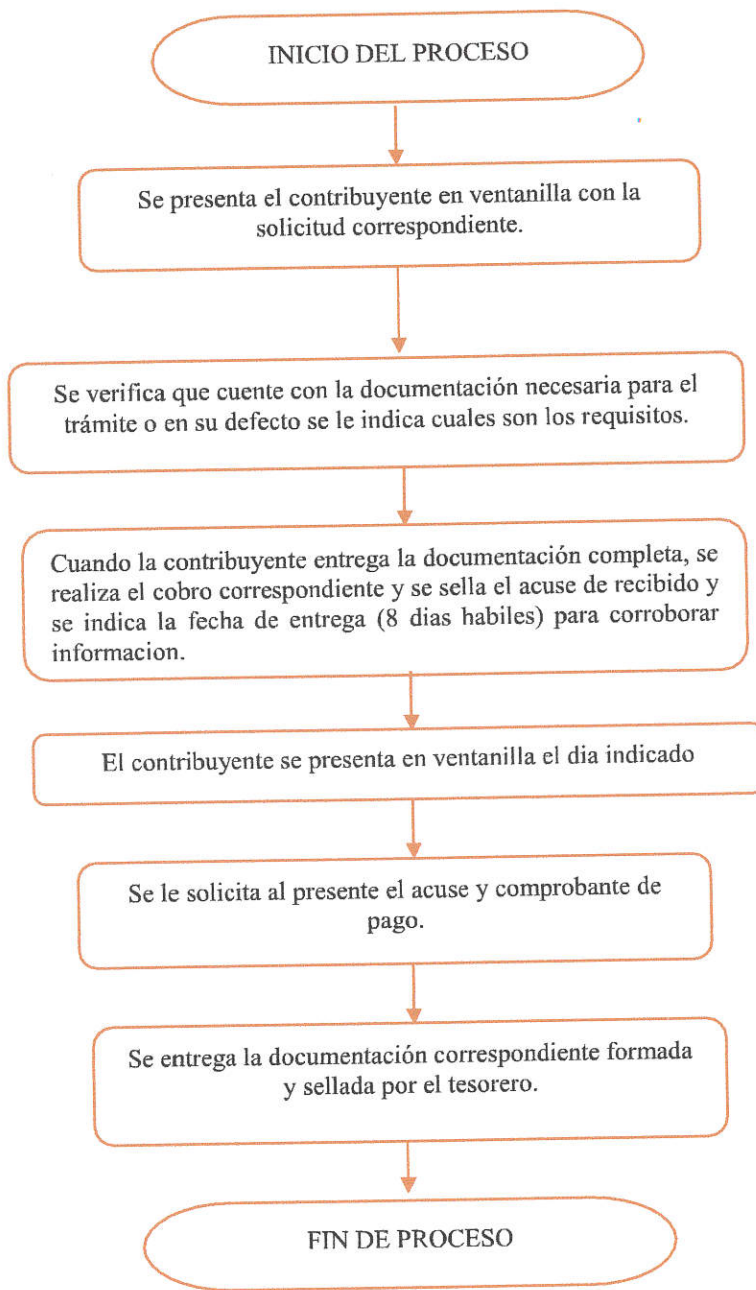 INICIO DEL PROCESO
Se presenta el contribuyente en ventanilla con la
solicitud correspondiente.
Se verifica que cuente con la documentación necesaria para el
trámite o en su defecto se le indica cuales son los requisitos.
Cuando la contribuyente entrega la documentación completa, se
realiza el cobro correspondiente y se sella el acuse de recibido y
se indica la fecha de entrega (8 dias habiles) para corroborar
informacion.
El contribuyente se presenta en ventanilla el dia indicado
Se le solicita al presente el acuse y comprobante de
pago.
Se entrega la documentación correspondiente formada
y sellada por el tesorero.
FIN DE PROCESO